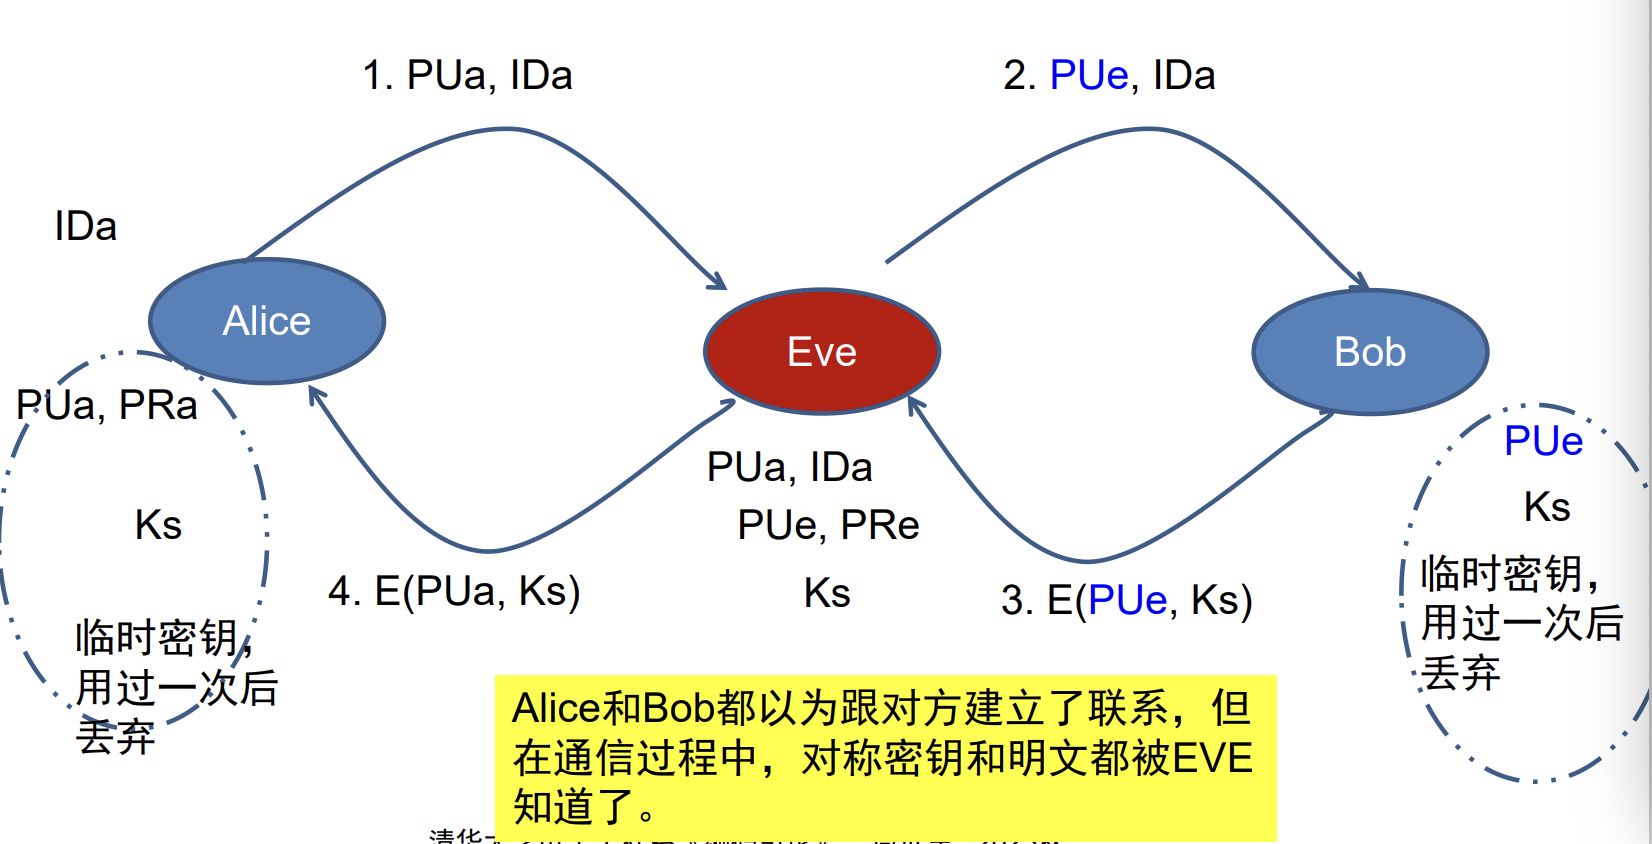 1. PUa, IDa
2. PUe, IDa
IDa
Alice
Eve
Bob
PUa, PRa
Ks
临时密钥，
用过一次后
丢弃
4. E(PUa, Ks)
PUa, IDa
PUe, PRe
Ks
3. E(PUe, Ks)
PUe
Ks
临时密钥，
用过一次后
丢弃
Alice和Bob都以为跟对方建立了联系，但
在通信过程中，对称密钥和明文都被EVE
知道了。
清华